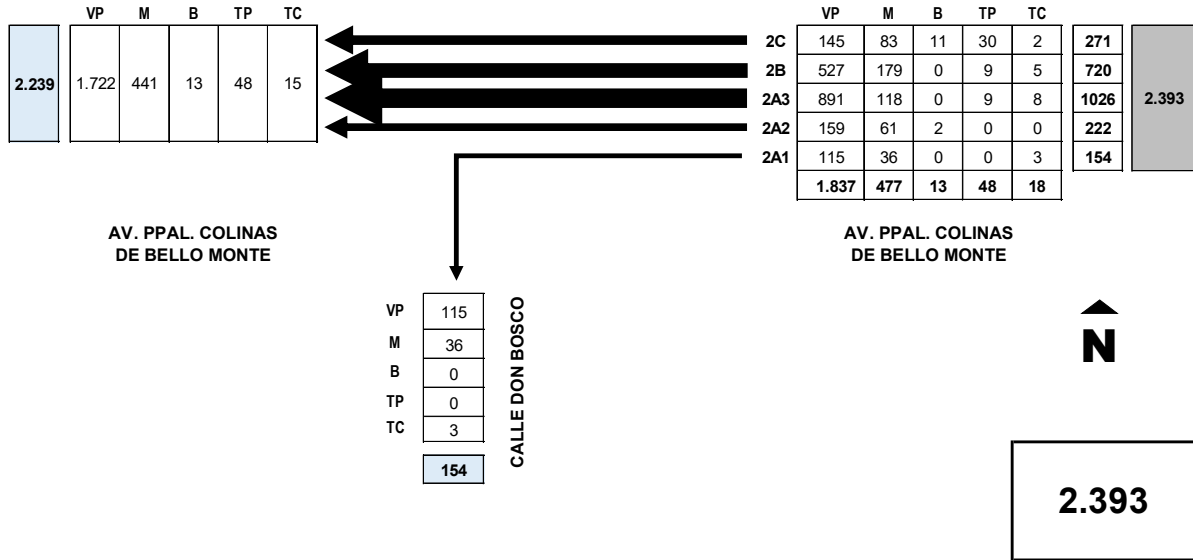 VP M B TP TC
2.239 1.722 441 13 48 15
VP M B TP TC
2C 145 83 11 30 2 271
2B 527 179 0 9 5 720
2A3 891 118 0 9 8 1026 2.393
2A2 159 61 2 0 0 222
2A1 115 36 0 0 3 154
1.837 477 13 48 18
AV. PPAL. COLINAS
DE BELLO MONTE
AV. PPAL. COLINAS
DE BELLO MONTE
VP 115
M 36
B 0
TP 0
TC 3
154
CALLE DON BOSCO
N
2.393